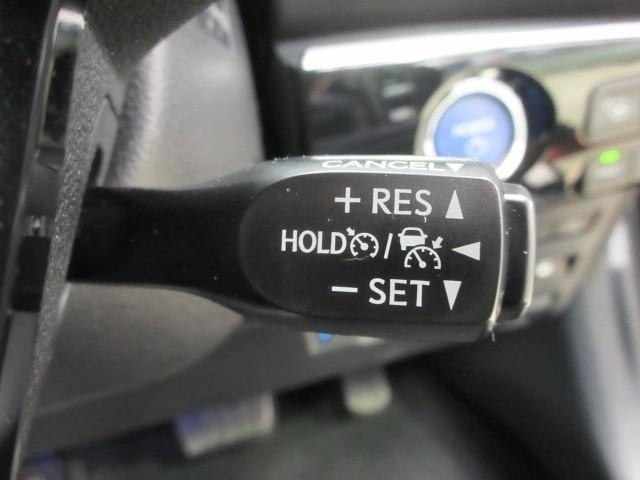 CANCEL▼
+ RES ▲
HOLD / ◀
− SET ▼